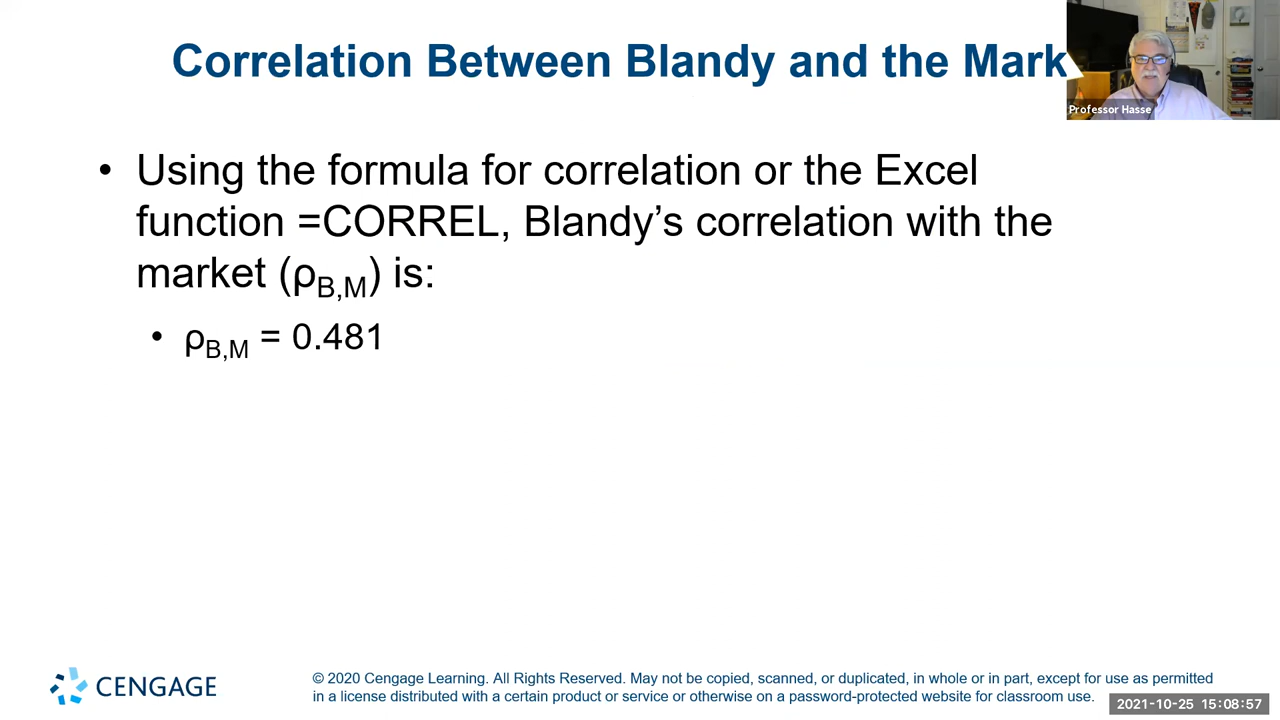 Correlation Between Blandy and the Mark
Professor Hasse
• Using the formula for correlation or the Excel
function =CORREL, Blandy’s correlation with the
market (ρB,M) is:
• ρB,M = 0.481
CENGAGE
© 2020 Cengage Learning. All Rights Reserved. May not be copied, scanned, or duplicated, in whole or in part, except for use as permitted
in a license distributed with a certain product or service or otherwise on a password-protected website for classroom use.
2021-10-25 15:08:57